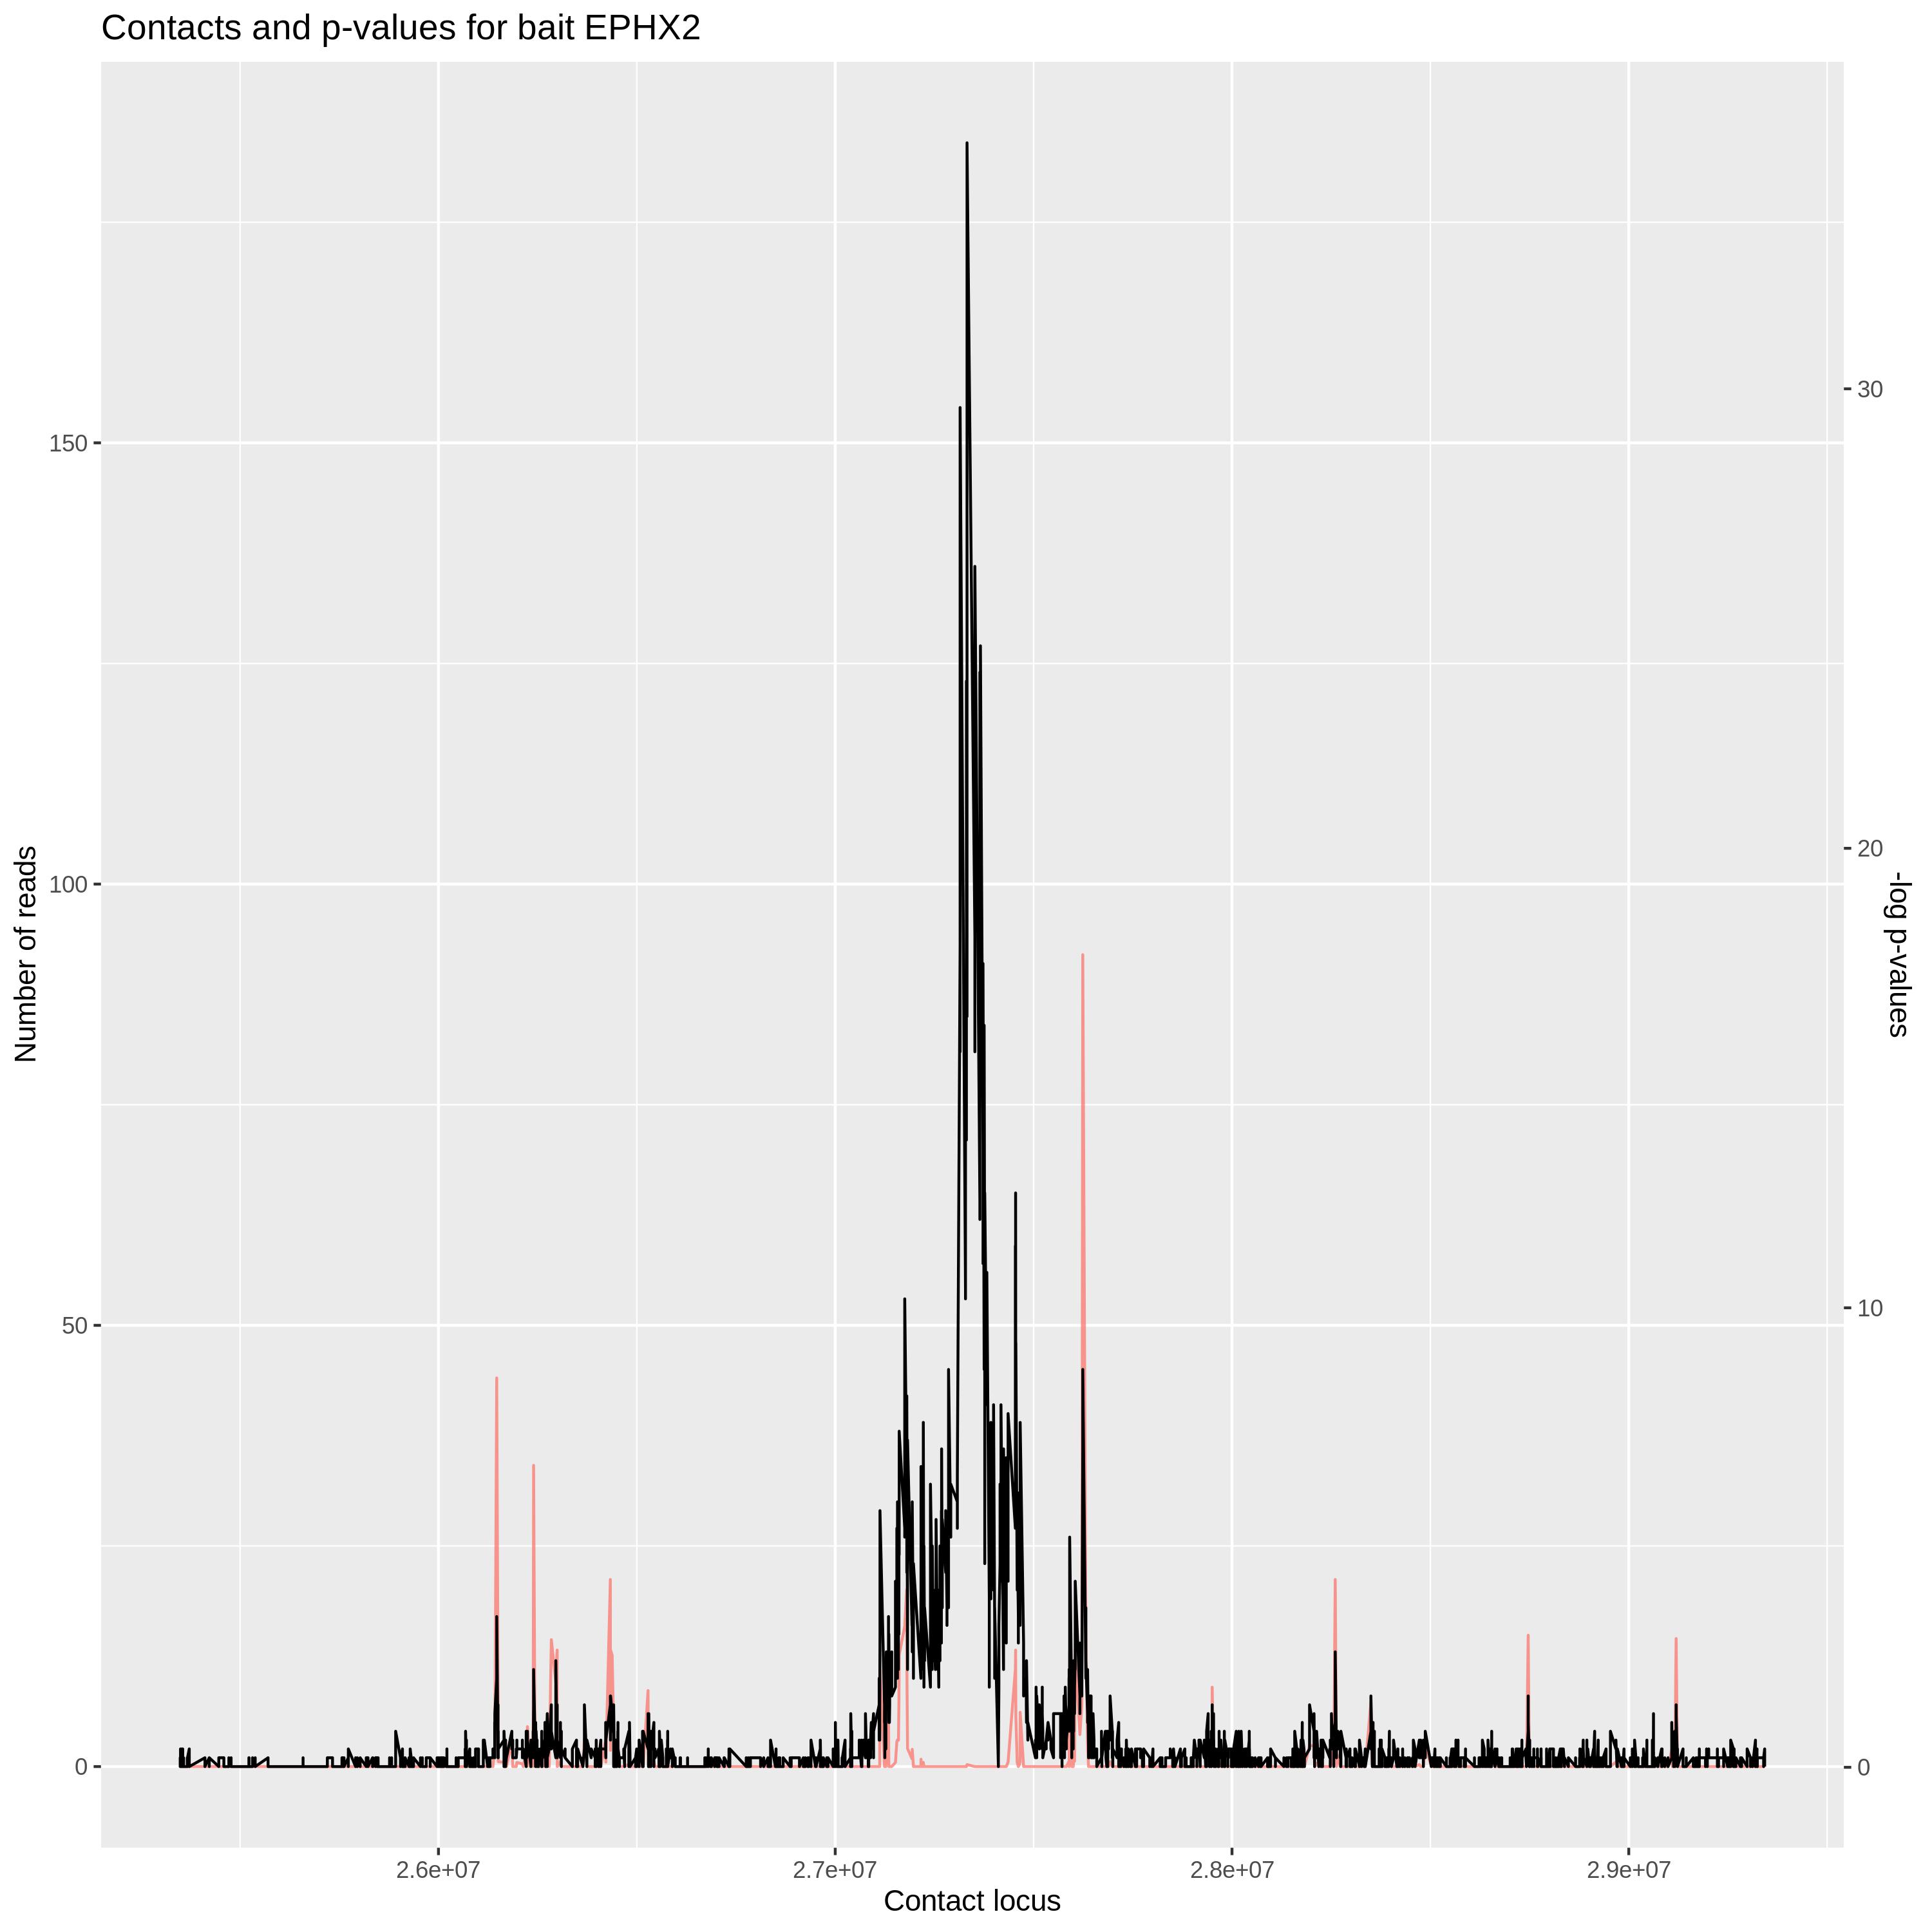 Contacts and p-values for bait EPHX2
Number of reads
150
100
50
0
30
20
10
0
-log p-values
2.6e+07 2.7e+07 2.8e+07 2.9e+07
Contact locus